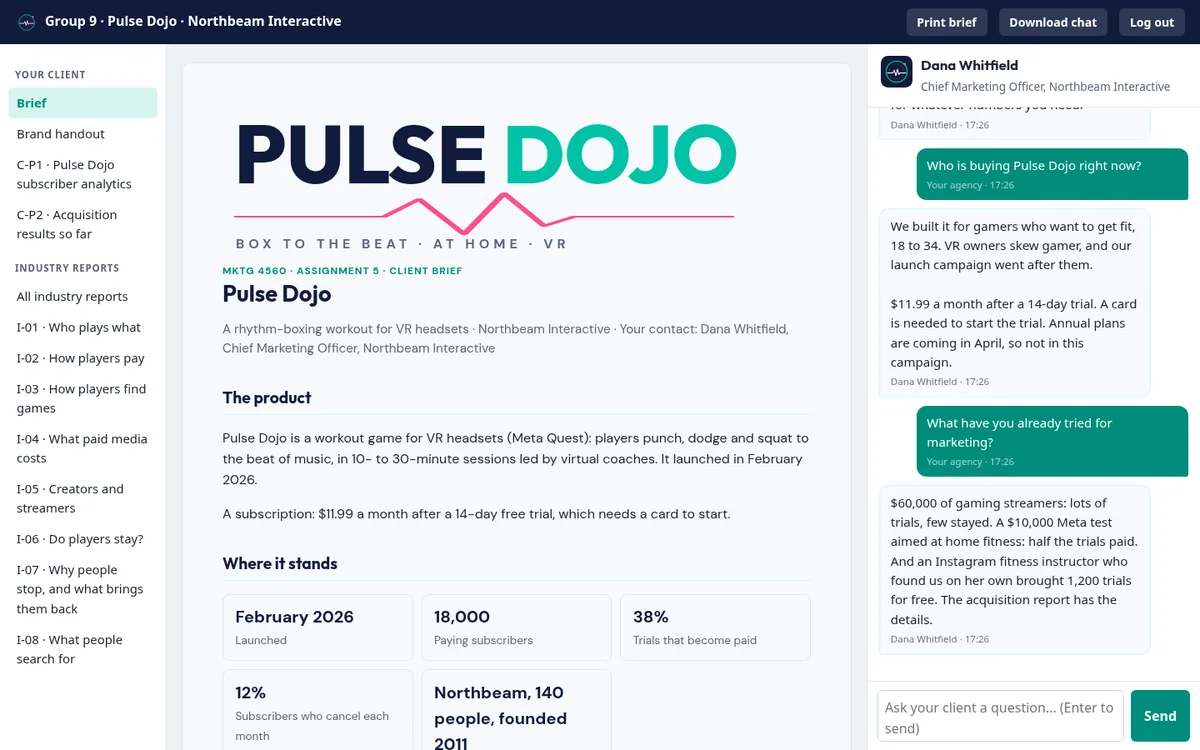 Group 9 · Pulse Dojo · Northbeam Interactive
Print brief
Download chat
Log out
YOUR CLIENT
Brief
Brand handout
C-P1 · Pulse Dojo
subscriber analytics
C-P2 · Acquisition
results so far
INDUSTRY REPORTS
All industry reports
I-01 · Who plays what
I-02 · How players pay
I-03 · How players find
games
I-04 · What paid media
costs
I-05 · Creators and
streamers
I-06 · Do players stay?
I-07 · Why people
stop, and what brings
them back
I-08 · What people
search for
PULSE DOJO
BOX TO THE BEAT · AT HOME · VR
MKTG 4560 · ASSIGNMENT 5 · CLIENT BRIEF
Pulse Dojo
A rhythm-boxing workout for VR headsets · Northbeam Interactive · Your contact: Dana Whitfield,
Chief Marketing Officer, Northbeam Interactive
The product
Pulse Dojo is a workout game for VR headsets (Meta Quest): players punch, dodge and squat to
the beat of music, in 10- to 30-minute sessions led by virtual coaches. It launched in February
2026.
A subscription: $11.99 a month after a 14-day free trial, which needs a card to start.
Where it stands
February 2026
Launched
18,000
Paying subscribers
38%
Trials that become paid
12%
Subscribers who cancel each
month
Northbeam, 140
people, founded
2011
Dana Whitfield
Chief Marketing Officer, Northbeam Interactive
for whatever numbers you need.
Dana Whitfield · 17:26
Who is buying Pulse Dojo right now?
Your agency · 17:26
We built it for gamers who want to get fit,
18 to 34. VR owners skew gamer, and our
launch campaign went after them.
$11.99 a month after a 14-day trial. A card
is needed to start the trial. Annual plans
are coming in April, so not in this
campaign.
Dana Whitfield · 17:26
What have you already tried for
marketing?
Your agency · 17:26
$60,000 of gaming streamers: lots of
trials, few stayed. A $10,000 Meta test
aimed at home fitness: half the trials paid.
And an Instagram fitness instructor who
found us on her own brought 1,200 trials
for free. The acquisition report has the
details.
Dana Whitfield · 17:26
Ask your client a question... (Enter to
send)
Send